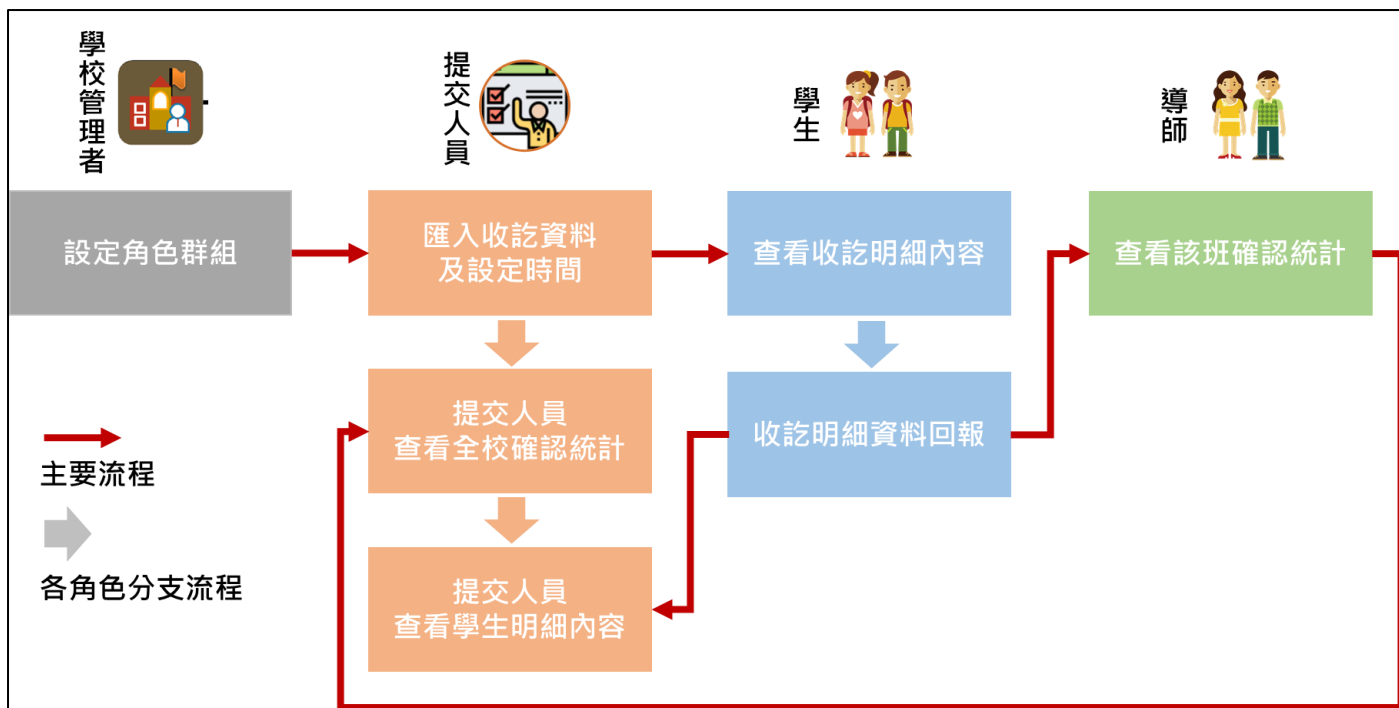 學校管理者
提交人員
學生
導師
設定角色群組
匯入收訖資料
及設定時間
查看收訖明細內容
查看該班確認統計
提交人員
查看全校確認統計
收訖明細資料回報
主要流程
提交人員
查看學生明細內容
各角色分支流程